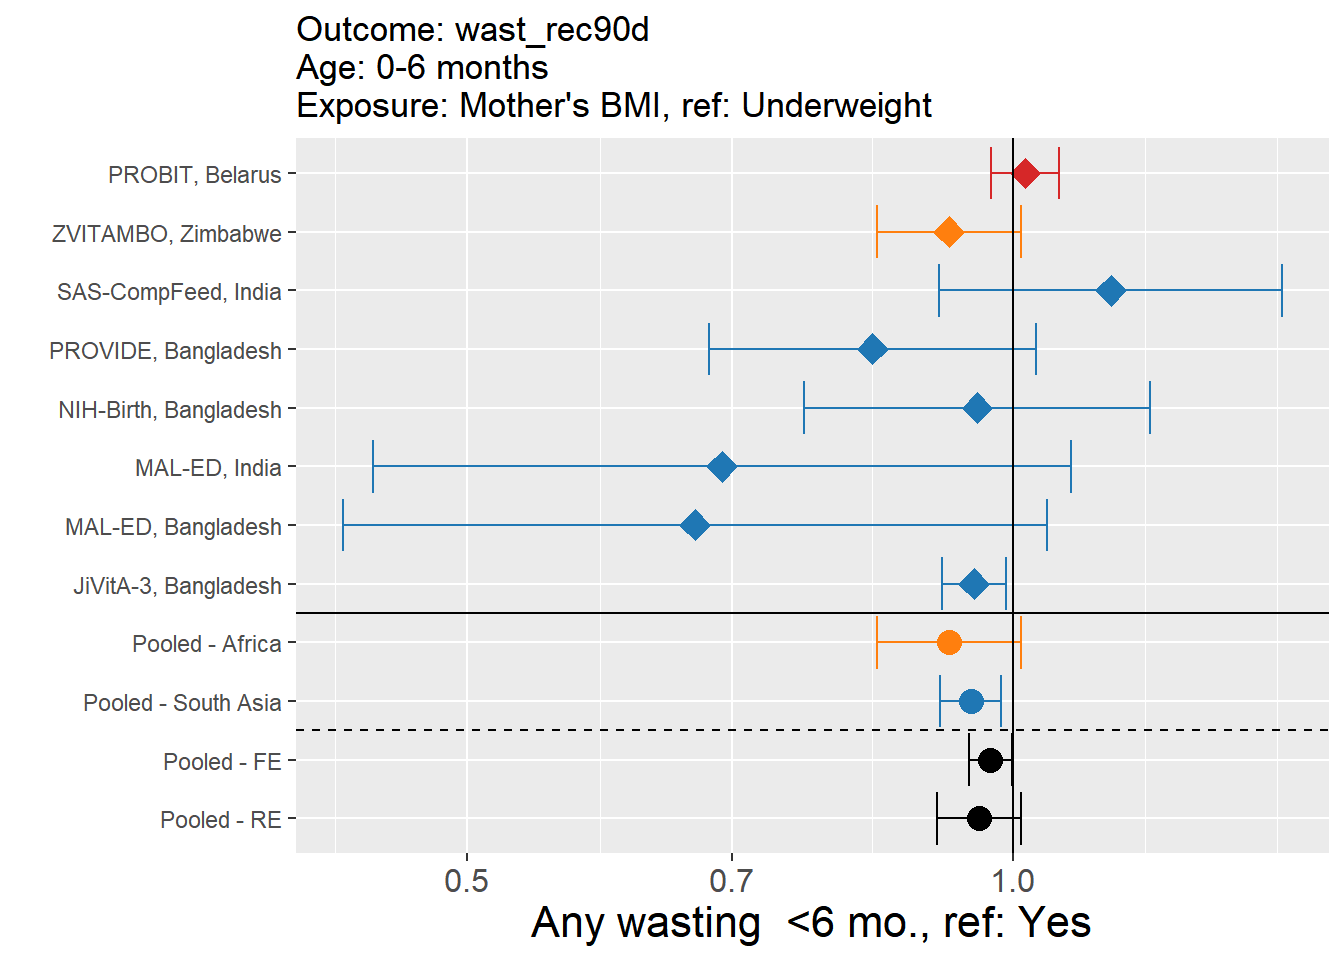 Outcome: wast_rec90d
Age: 0-6 months
Exposure: Mother's BMI, ref: Underweight
PROBIT, Belarus
ZVITAMBO, Zimbabwe
SAS-CompFeed, India
PROVIDE, Bangladesh
NIH-Birth, Bangladesh
MAL-ED, India
MAL-ED, Bangladesh
JiVitA-3, Bangladesh
Pooled - Africa
Pooled - South Asia
Pooled - FE
Pooled - RE
0.5 0.7 1.0
Any wasting  <6 mo., ref: Yes